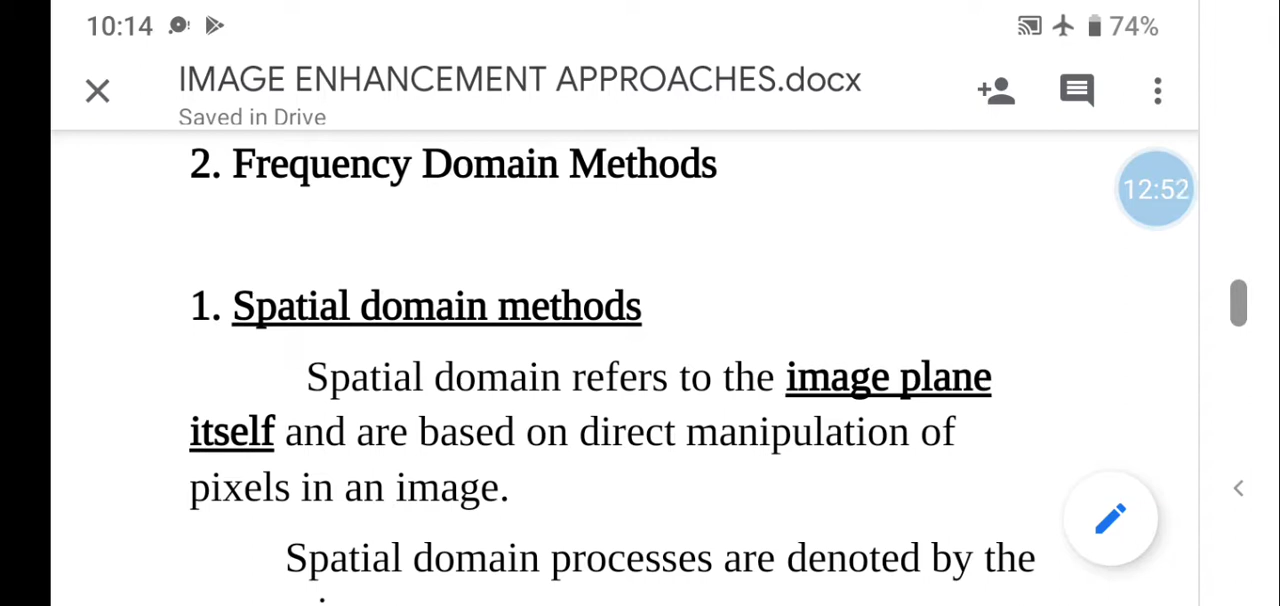 10:14 74%
IMAGE ENHANCEMENT APPROACHES.docx
Saved in Drive
2. Frequency Domain Methods
12:52
1. Spatial domain methods
Spatial domain refers to the image plane
itself and are based on direct manipulation of
pixels in an image.
Spatial domain processes are denoted by the